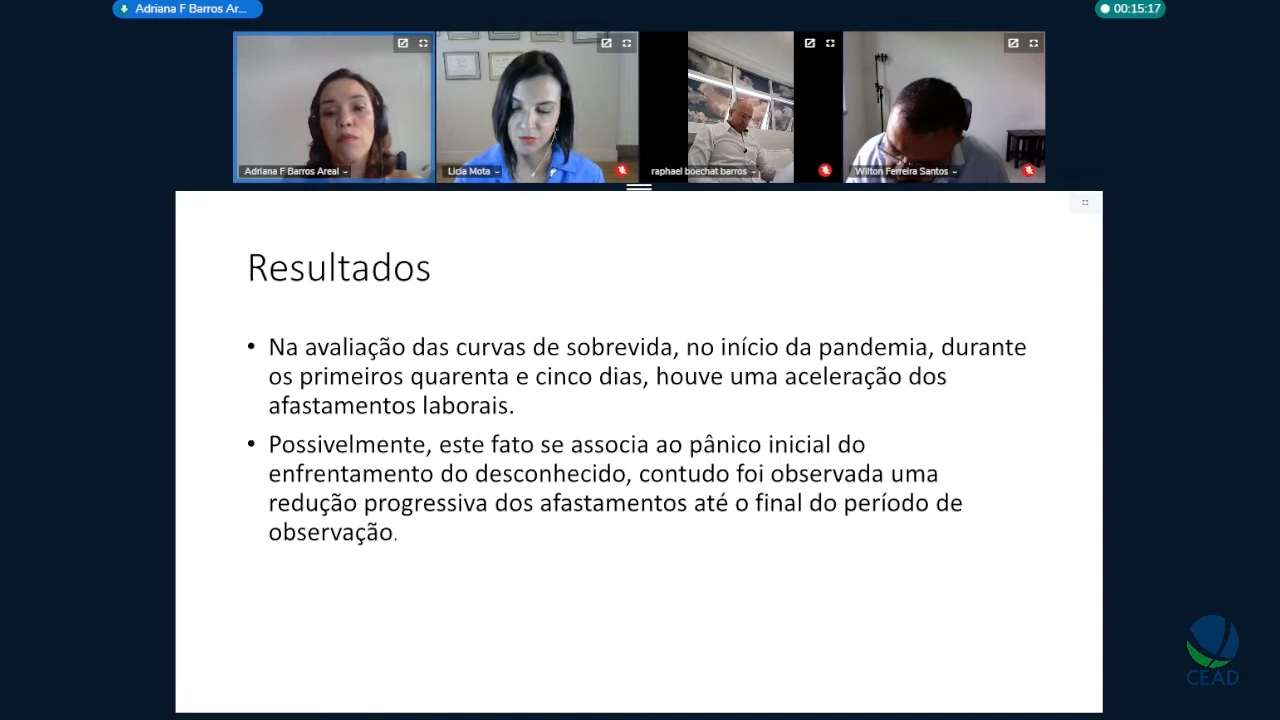 Adriana F Barros Ar...
00:15:17
Adriana F Barros Areal
Licia Mota
raphael boechat barros
Wilton Ferreira Santos
Resultados
• Na avaliação das curvas de sobrevida, no início da pandemia, durante
os primeiros quarenta e cinco dias, houve uma aceleração dos
afastamentos laborais.
• Possivelmente, este fato se associa ao pânico inicial do
enfrentamento do desconhecido, contudo foi observada uma
redução progressiva dos afastamentos até o final do período de
observação.
CEAD